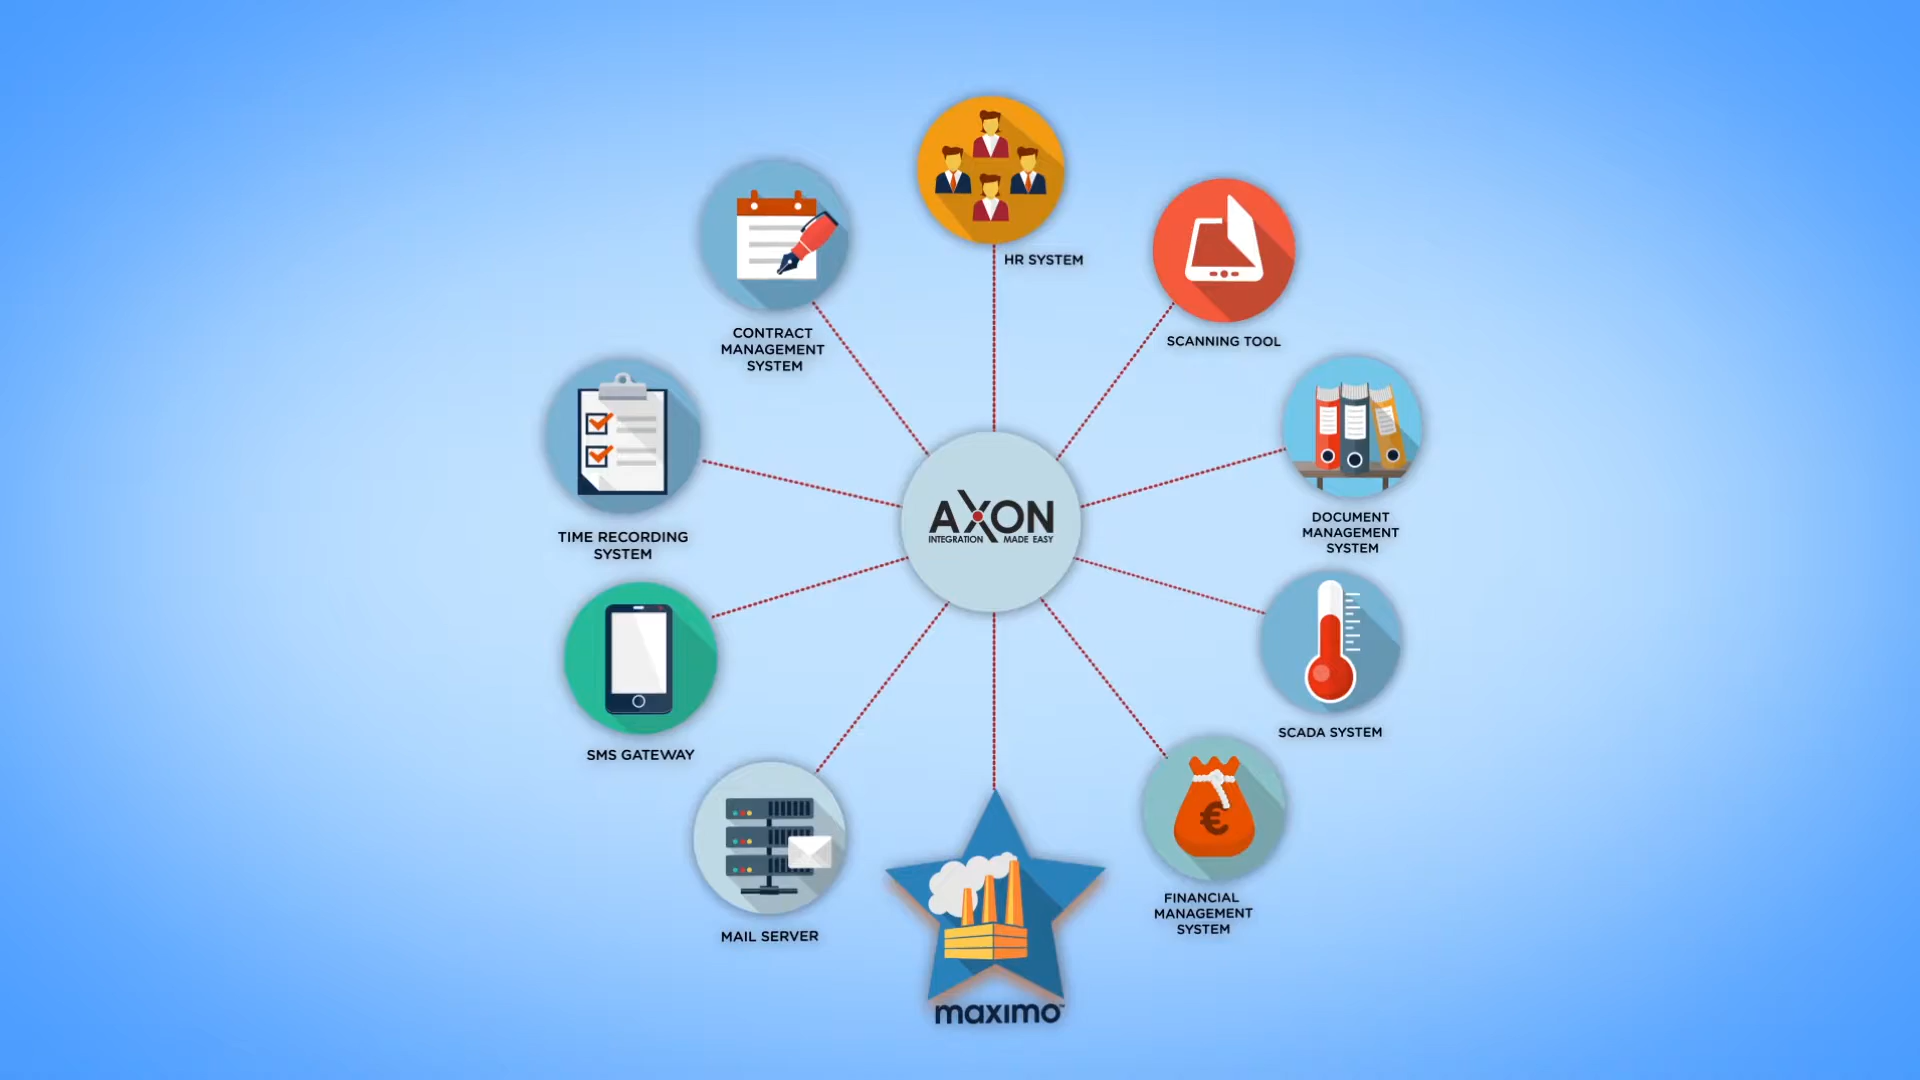 HR SYSTEM
SCANNING TOOL
CONTRACT
MANAGEMENT
SYSTEM
DOCUMENT
MANAGEMENT
SYSTEM
TIME RECORDING
SYSTEM
AXON
INTEGRATION MADE EASY
SCADA SYSTEM
SMS GATEWAY
€
FINANCIAL
MANAGEMENT
SYSTEM
MAIL SERVER
maximo™